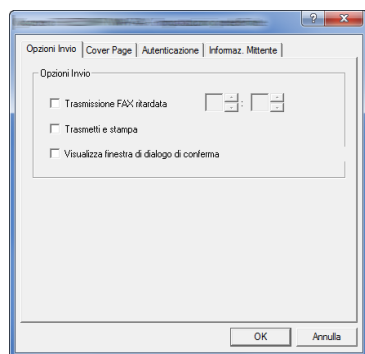 Opzioni Invio Cover Page Autenticazione Informaz. Mittente
Opzioni Invio
Trasmissione FAX ritardata :
Trasmetti e stampa
Visualizza finestra di dialogo di conferma
OK Annulla